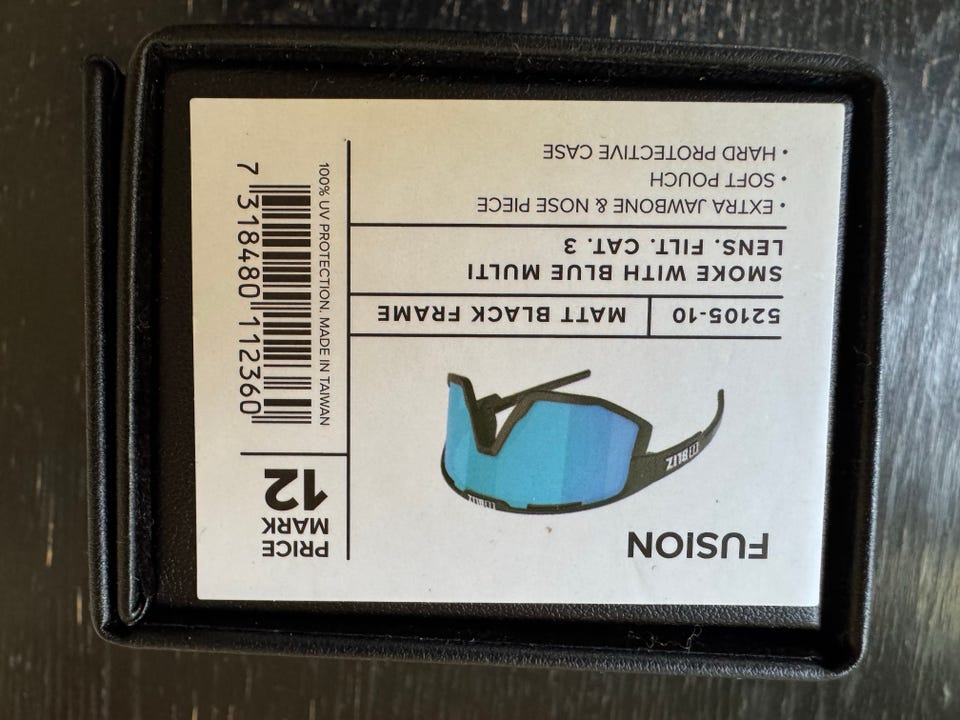 FUSION
BLIZ
BLIZ
52105-10
MATT BLACK FRAME
SMOKE WITH BLUE MULTI
LENS. FILT. CAT. 3
• EXTRA JAWBONE & NOSE PIECE
• SOFT POUCH
• HARD PROTECTIVE CASE
PRICE
MARK
12
100% UV PROTECTION. MADE IN TAIWAN
7 318480 112360